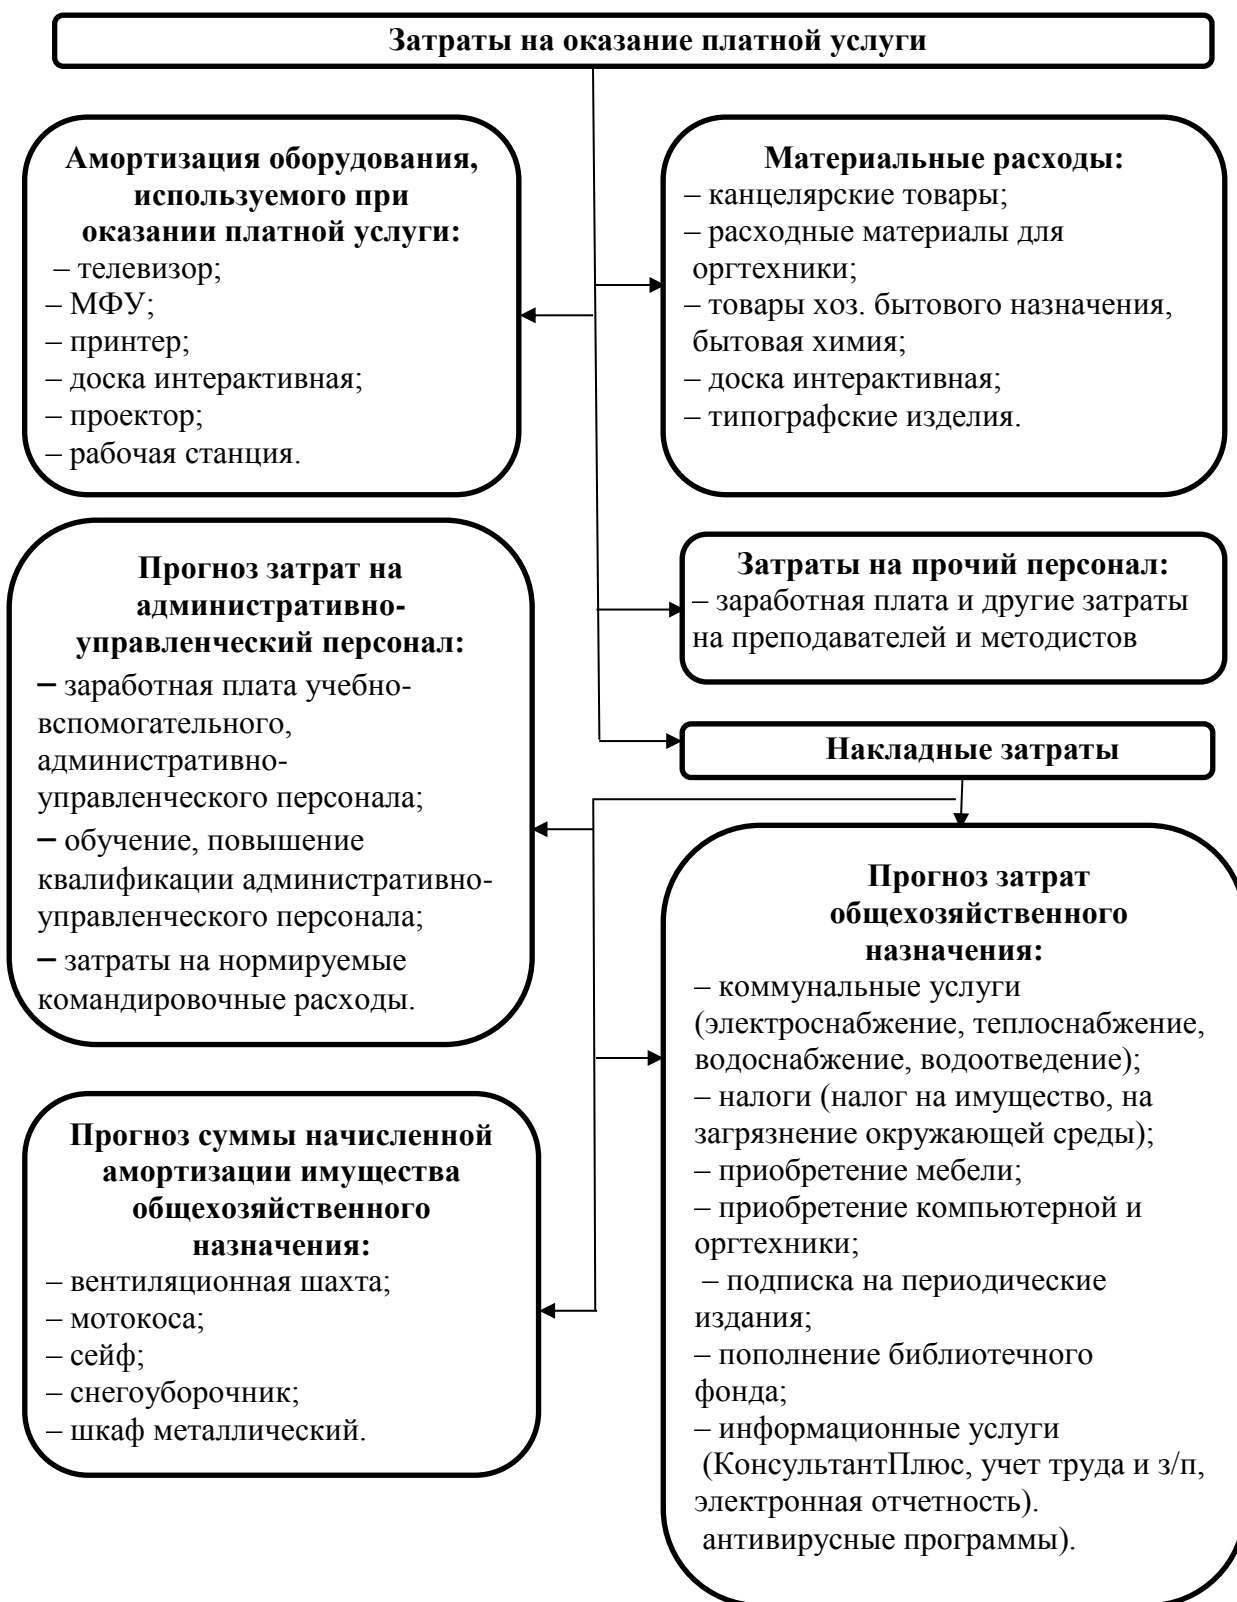 Затраты на оказание платной услуги
Амортизация оборудования,
используемого при
оказании платной услуги:
– телевизор;
– МФУ;
– принтер;
– доска интерактивная;
– проектор;
– рабочая станция.
Материальные расходы:
– канцелярские товары;
– расходные материалы для
оргтехники;
– товары хоз. бытового назначения,
бытовая химия;
– доска интерактивная;
– типографские изделия.
Прогноз затрат на
административно-
управленческий персонал:
– заработная плата учебно-
вспомогательного,
административно-
управленческого персонала;
– обучение, повышение
квалификации административно-
управленческого персонала;
– затраты на нормируемые
командировочные расходы.
Затраты на прочий персонал:
– заработная плата и другие затраты
на преподавателей и методистов
Накладные затраты
Прогноз затрат
общехозяйственного
назначения:
– коммунальные услуги
(электроснабжение, теплоснабжение,
водоснабжение, водоотведение);
– налоги (налог на имущество, на
загрязнение окружающей среды);
– приобретение мебели;
– приобретение компьютерной и
оргтехники;
– подписка на периодические
издания;
– пополнение библиотечного
фонда;
– информационные услуги
(КонсультантПлюс, учет труда и з/п,
электронная отчетность).
антивирусные программы).
Прогноз суммы начисленной
амортизации имущества
общехозяйственного
назначения:
– вентиляционная шахта;
– мотокоса;
– сейф;
– снегоуборочник;
– шкаф металлический.